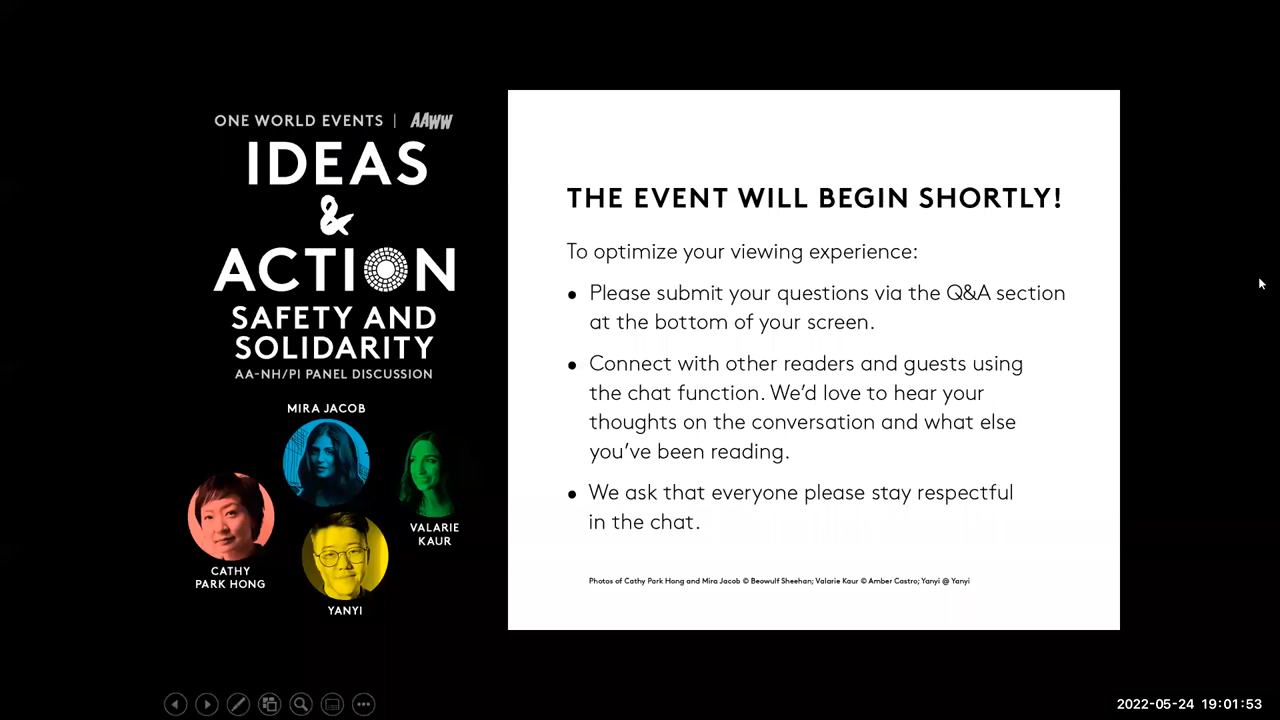 ONE WORLD EVENTS | AAWW
IDEAS
&
ACTION
SAFETY AND
SOLIDARITY
AA-NH/PI PANEL DISCUSSION
MIRA JACOB
VALARIE
KAUR
CATHY
PARK HONG
YANYI
THE EVENT WILL BEGIN SHORTLY!
To optimize your viewing experience:
• Please submit your questions via the Q&A section
at the bottom of your screen.
• Connect with other readers and guests using
the chat function. We’d love to hear your
thoughts on the conversation and what else
you’ve been reading.
• We ask that everyone please stay respectful
in the chat.
Photos of Cathy Park Hong and Mira Jacob © Beowulf Sheehan; Valarie Kaur © Amber Castro; Yanyi @ Yanyi
2022-05-24 19:01:53